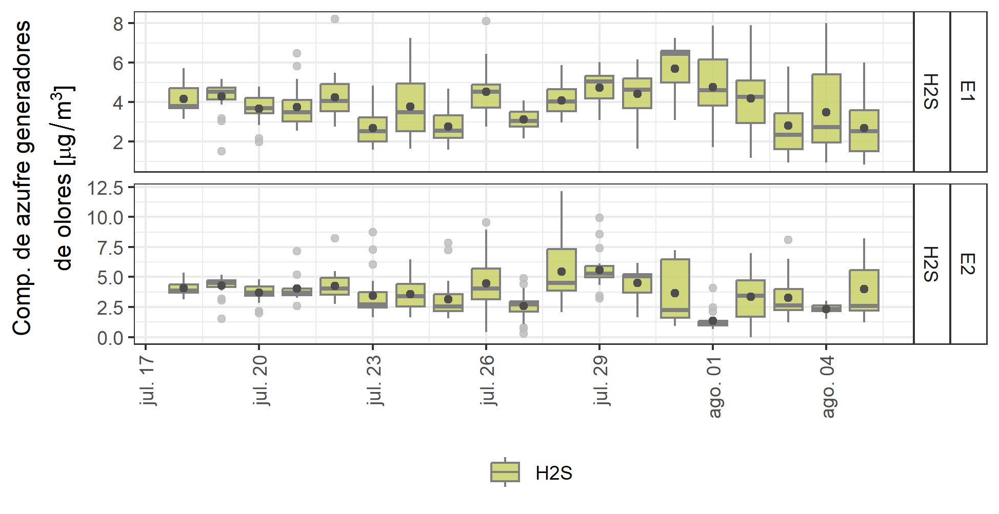 Comp. de azufre generadores
de olores [μg/m³]
8
6
4
2
H2S
E1
12.5
10.0
7.5
5.0
2.5
0.0
H2S
E2
jul. 17
jul. 20
jul. 23
jul. 26
jul. 29
ago. 01
ago. 04
H2S